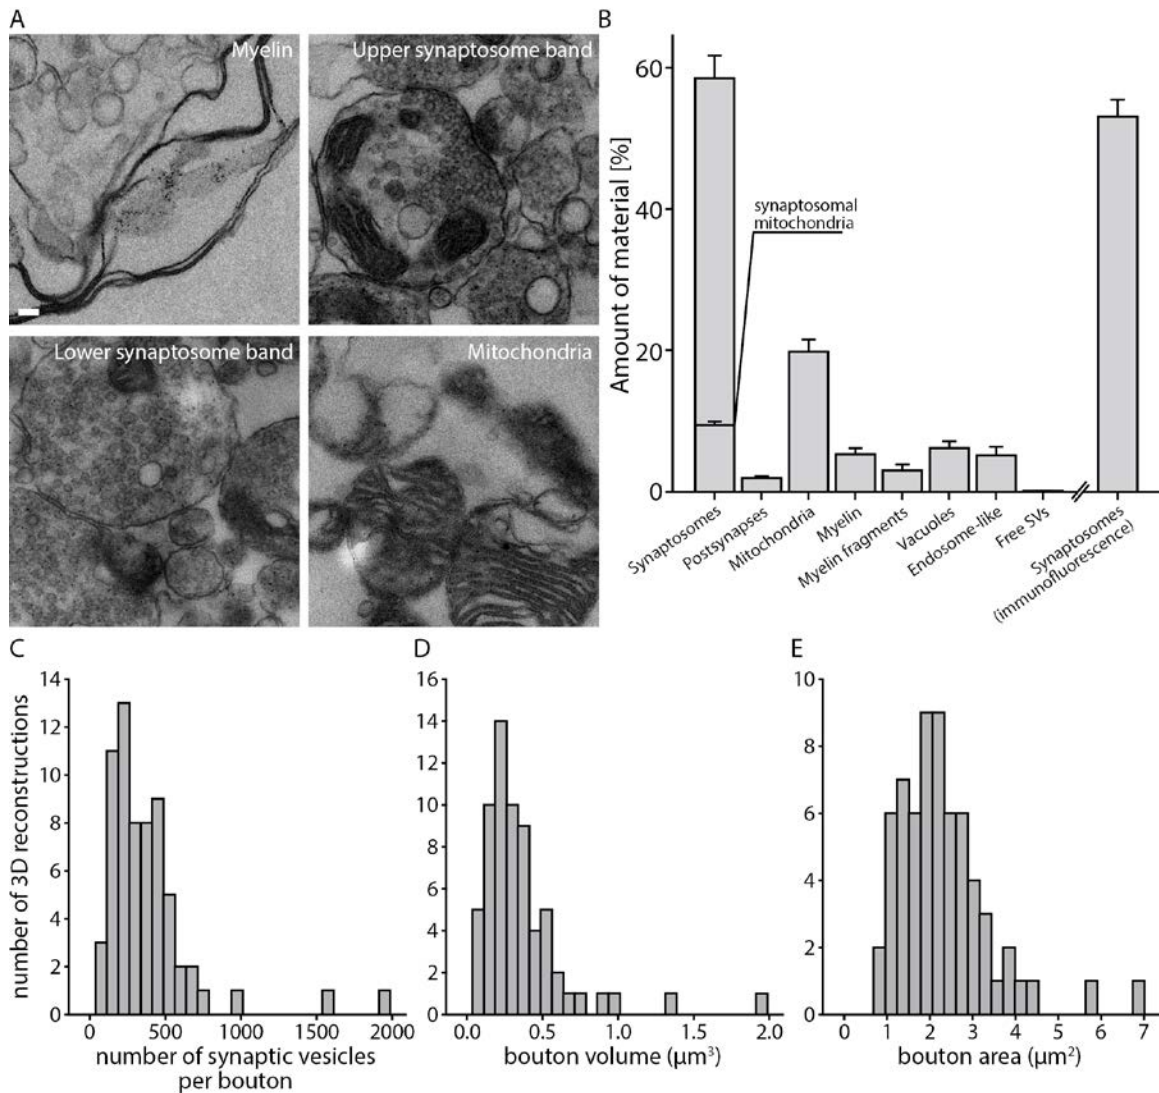 A
Myelin
Upper synaptosome band
Lower synaptosome band
Mitochondria
B
Amount of material [%]
60
40
20
0
synaptosomal
mitochondria
Synaptosomes
Postsynapses
Mitochondria
Myelin
Myelin fragments
Vacuoles
Endosome-like
Free SVs
Synaptosomes
(immunofluorescence)
C
number of 3D reconstructions
14
12
10
8
6
4
2
0
0 500 1000 1500 2000
number of synaptic vesicles
per bouton
D
16
14
12
10
8
6
4
2
0
0.0 0.5 1.0 1.5 2.0
bouton volume (µm³)
E
10
8
6
4
2
0
0 1 2 3 4 5 6 7
bouton area (µm²)